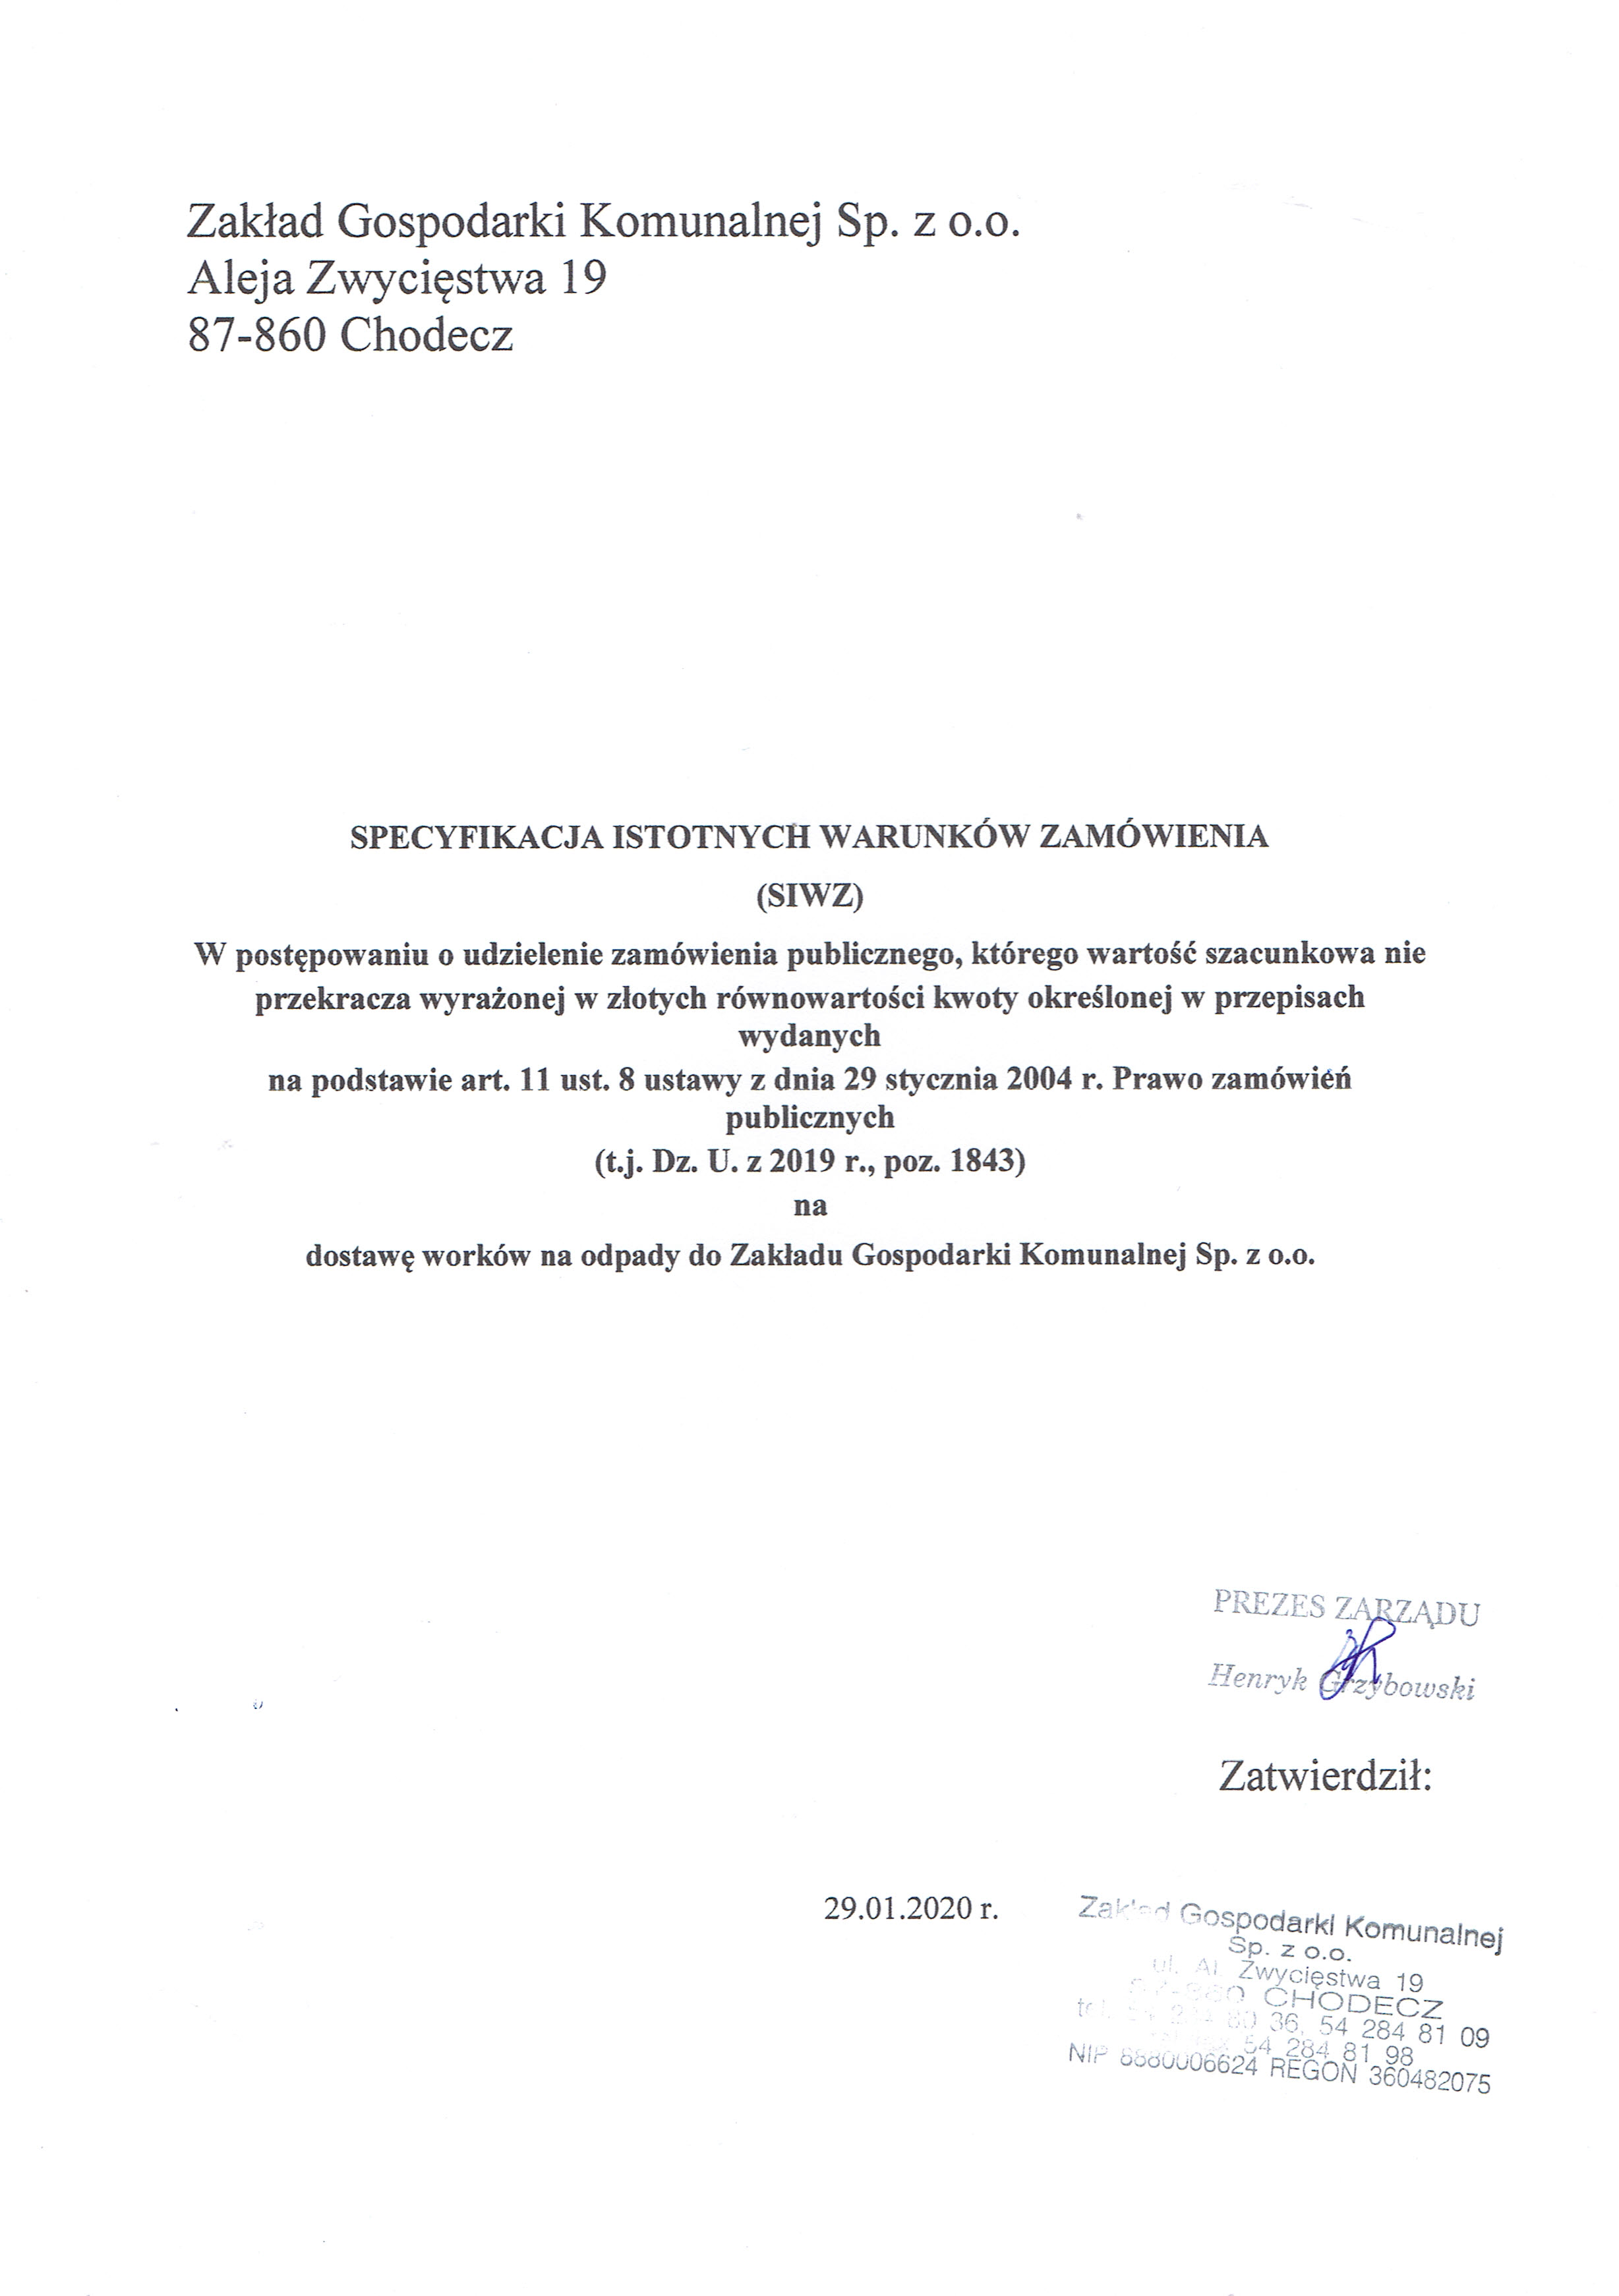 Zakład Gospodarki Komunalnej Sp. z o.o.
Aleja Zwycięstwa 19
87-860 Chodecz
SPECYFIKACJA ISTOTNYCH WARUNKÓW ZAMÓWIENIA
(SIWZ)
W postępowaniu o udzielenie zamówienia publicznego, którego wartość szacunkowa nie
przekracza wyrażonej w złotych równowartości kwoty określonej w przepisach
wydanych
na podstawie art. 11 ust. 8 ustawy z dnia 29 stycznia 2004 r. Prawo zamówień
publicznych
(t.j. Dz. U. z 2019 r., poz. 1843)
na
dostawę worków na odpady do Zakładu Gospodarki Komunalnej Sp. z o.o.
PREZES ZARZĄDU
Henryk Grzybowski
Zatwierdził:
29.01.2020 r.
Zakład Gospodarki Komunalnej
Sp. z o.o.
ul. Al. Zwycięstwa 19
CHODECZ
36, 54 284 81 09
54 284 81 98
NIP REGON 360482075